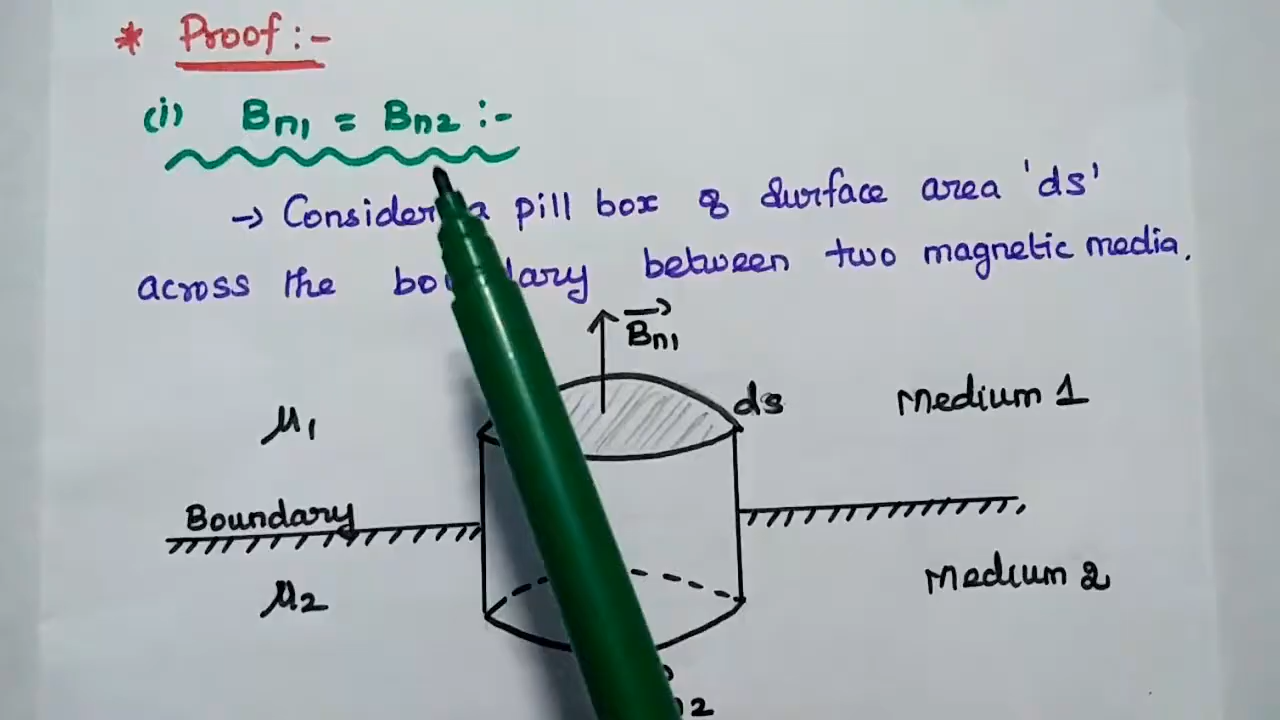 * Proof :-
(i) Bn1 = Bn2 :-
→ Consider a pill box of surface area 'ds'
across the boundary between two magnetic media.
Bn1
ds
Medium 1
μ1
Boundary
μ2
Medium 2